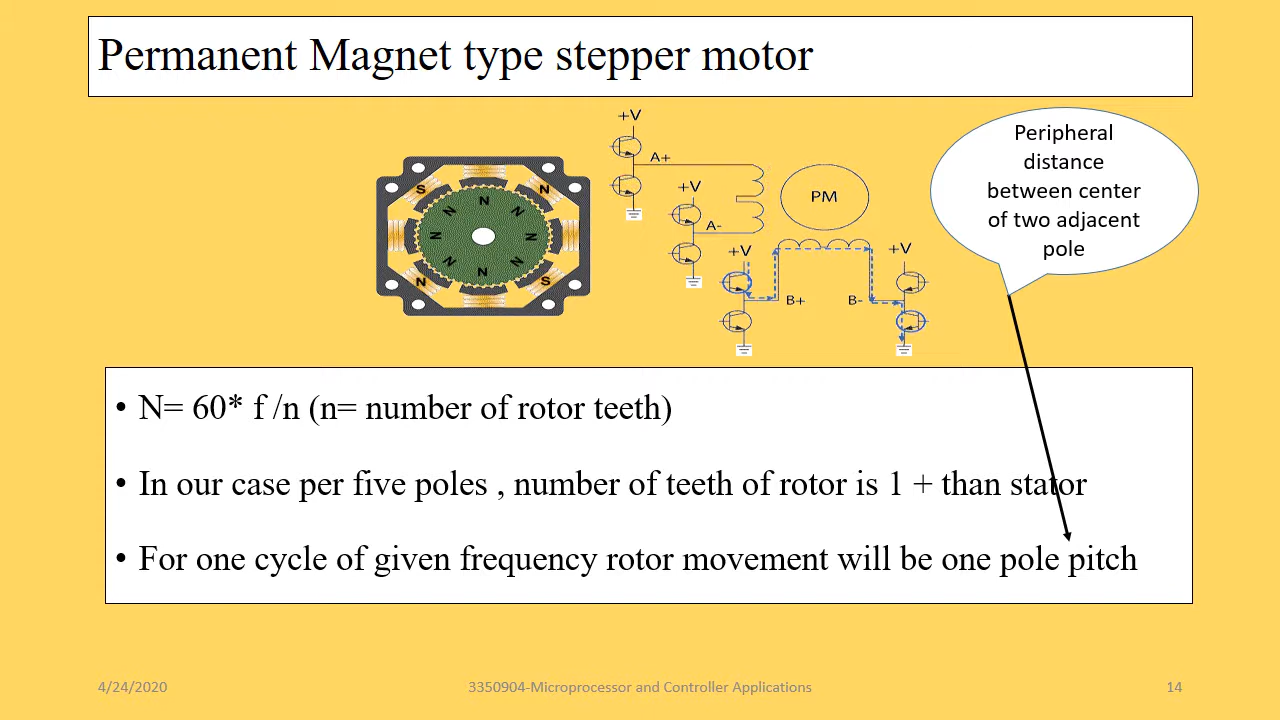 Permanent Magnet type stepper motor
+V
A+
+V
A-
PM
+V
B+
B-
+V
S
N
N
N
N
N
N
N
N
N
N
S
Peripheral
distance
between center
of two adjacent
pole
• N= 60* f /n (n= number of rotor teeth)
• In our case per five poles , number of teeth of rotor is 1 + than stator
• For one cycle of given frequency rotor movement will be one pole pitch
4/24/2020
3350904-Microprocessor and Controller Applications
14